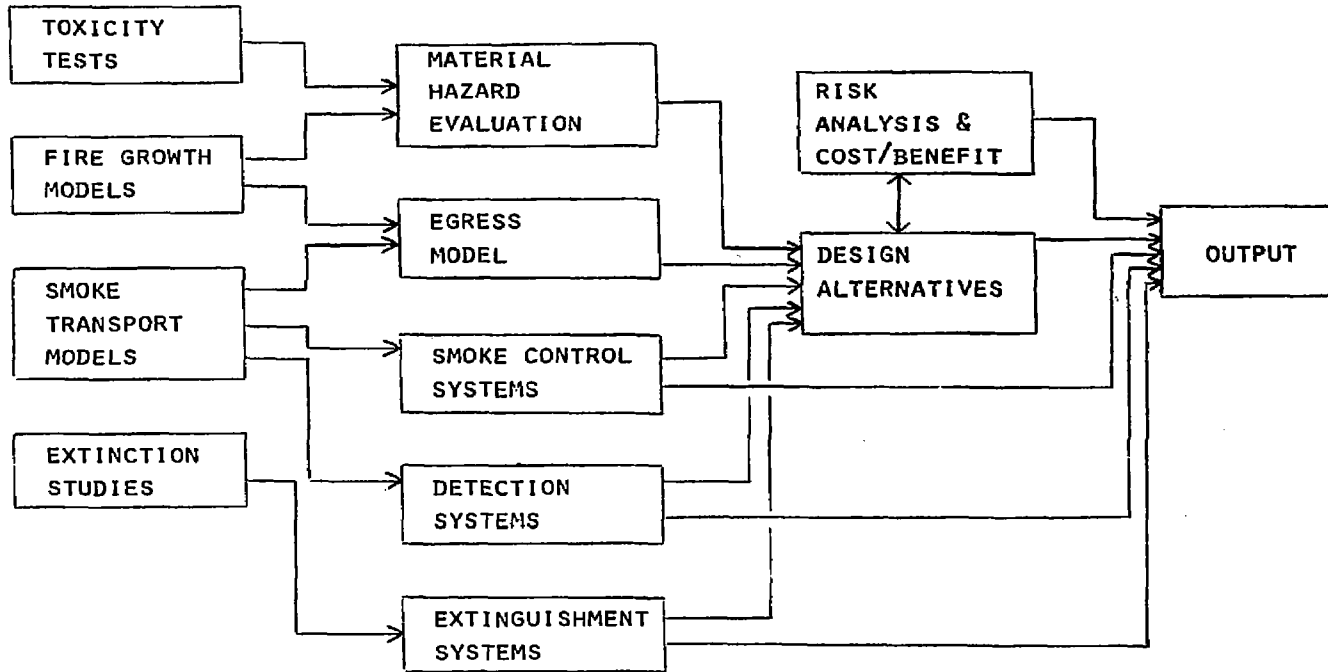 TOXICITY
TESTS
FIRE GROWTH
MODELS
SMOKE
TRANSPORT
MODELS
EXTINCTION
STUDIES
MATERIAL
HAZARD
EVALUATION
EGRESS
MODEL
SMOKE CONTROL
SYSTEMS
DETECTION
SYSTEMS
EXTINGUISHMENT
SYSTEMS
RISK
ANALYSIS &
COST/BENEFIT
DESIGN
ALTERNATIVES
OUTPUT